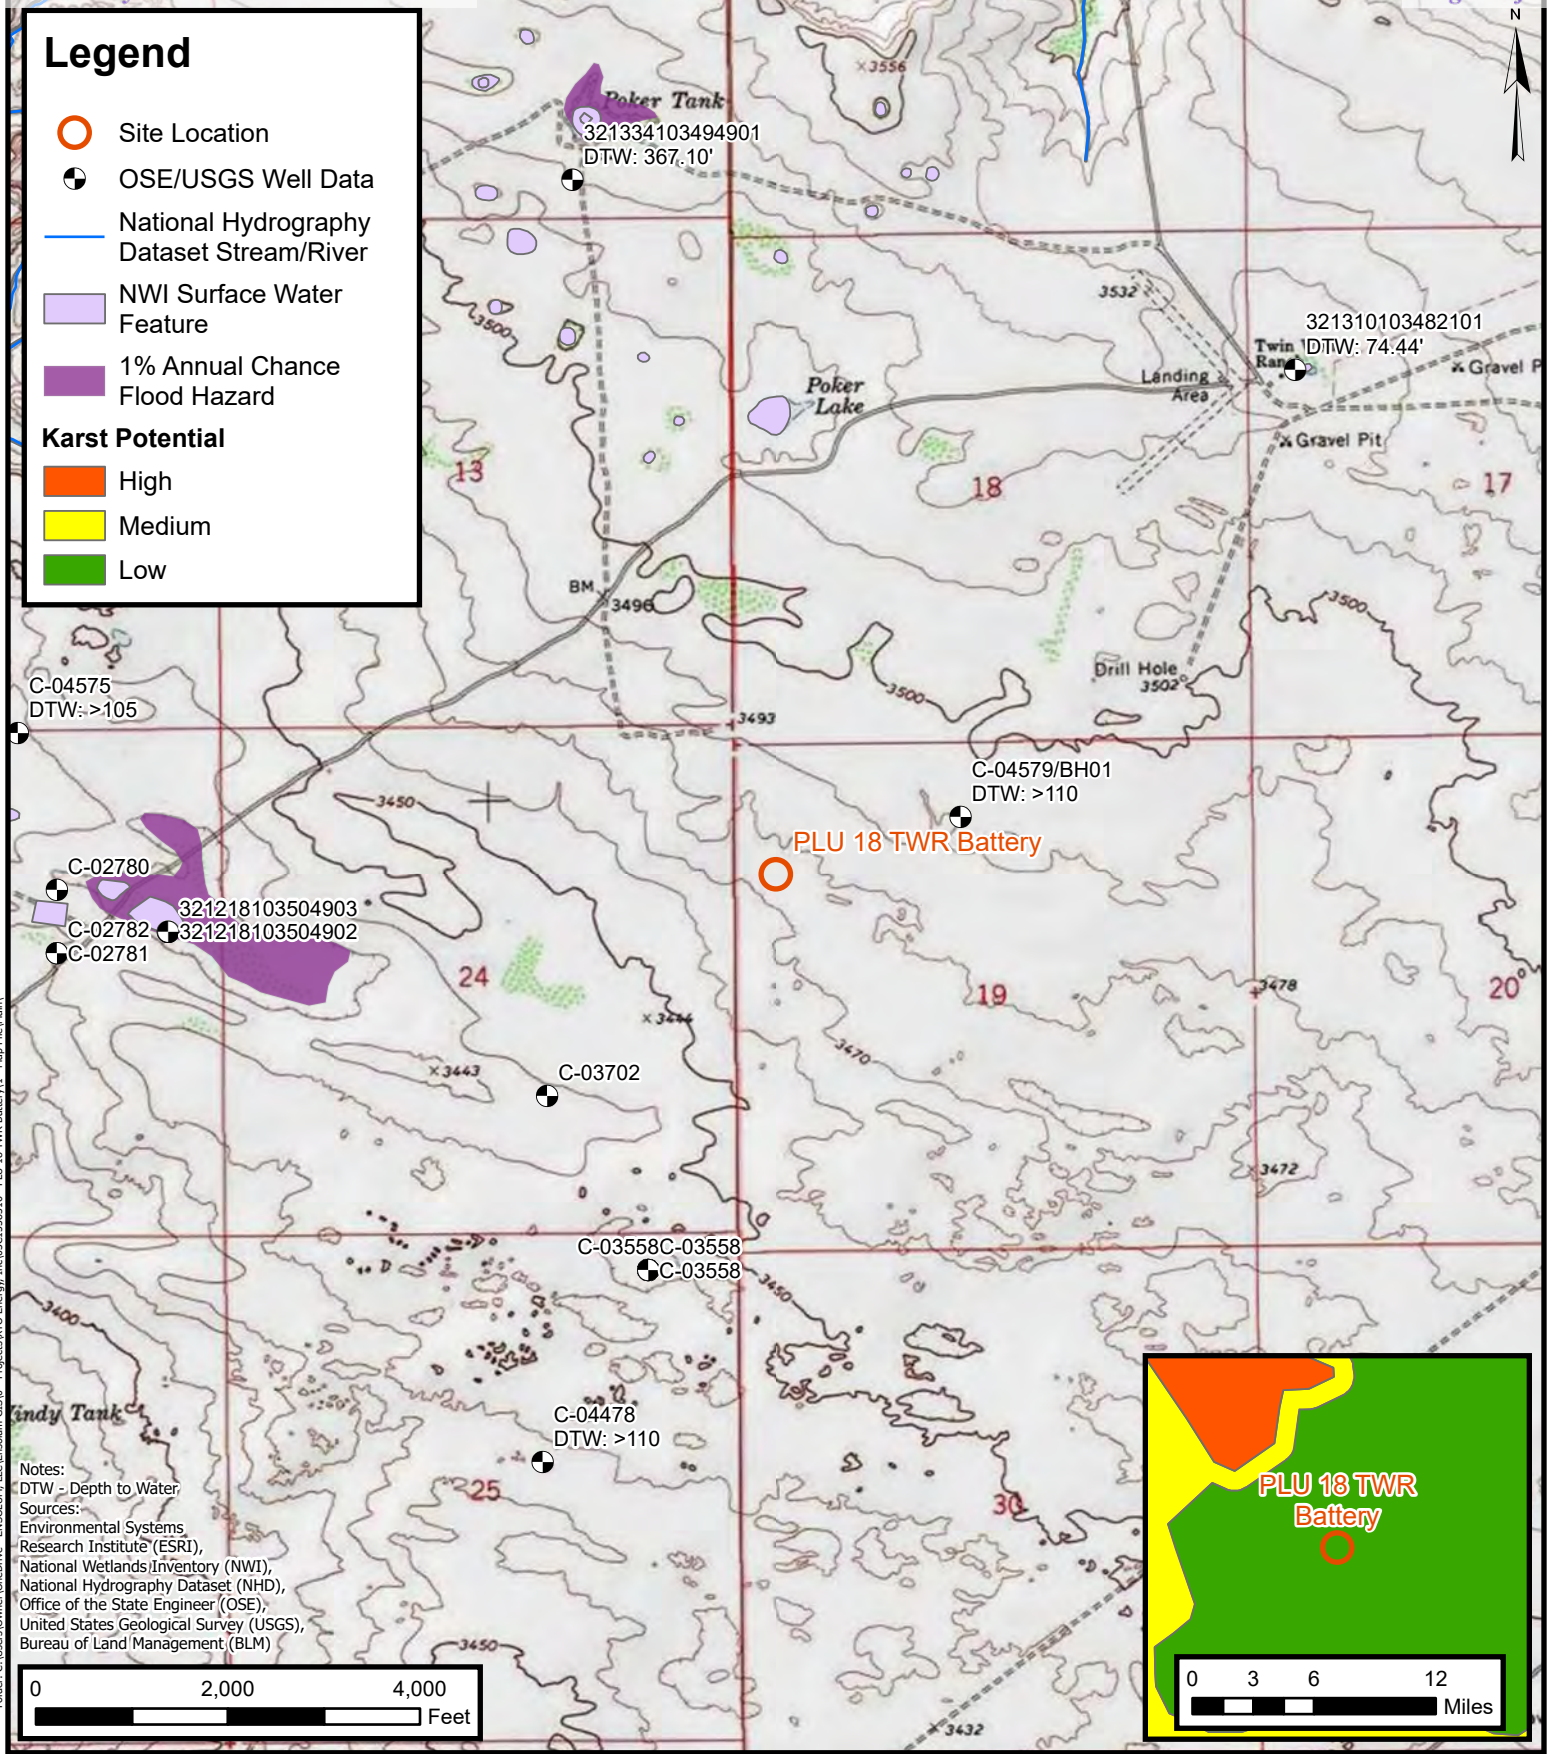 Legend
Site Location
OSE/USGS Well Data
National Hydrography
Dataset Stream/River
NWI Surface Water
Feature
1% Annual Chance
Flood Hazard
Karst Potential
High
Medium
Low
N
3556
Poker Tank
321334103494901
DTW: 367.10'
3532
3500
321310103482101
DTW: 74.44'
Twin
Landing
Area
Gravel P
Gravel Pit
Poker
Lake
13
18
17
BM
3496
3500
3500
Drill Hole
3502
C-04575
DTW: >105
3493
C-04579/BH01
DTW: >110
3450
PLU 18 TWR Battery
C-02780
321218103504903
C-02782
321218103504902
C-02781
24
19
20
3478
3444
3470
3443
C-03702
3472
C-03558C-03558
C-03558
3450
3400
indy Tank
C-04478
DTW: >110
25
30
Notes:
DTW - Depth to Water
Sources:
Environmental Systems
Research Institute (ESRI),
National Wetlands Inventory (NWI),
National Hydrography Dataset (NHD),
Office of the State Engineer (OSE),
United States Geological Survey (USGS),
Bureau of Land Management (BLM)
3450
0 2,000 4,000
Feet
3432
PLU 18 TWR
Battery
0 3 6 12
Miles